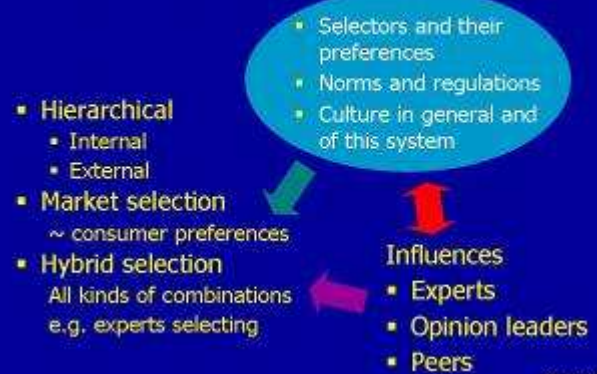 Selectors and their
preferences
Norms and regulations
Culture in general and
of this system
Hierarchical
Internal
External
Market selection
~ consumer preferences
Hybrid selection
All kinds of combinations
e.g. experts selecting
Influences
Experts
Opinion leaders
Peers